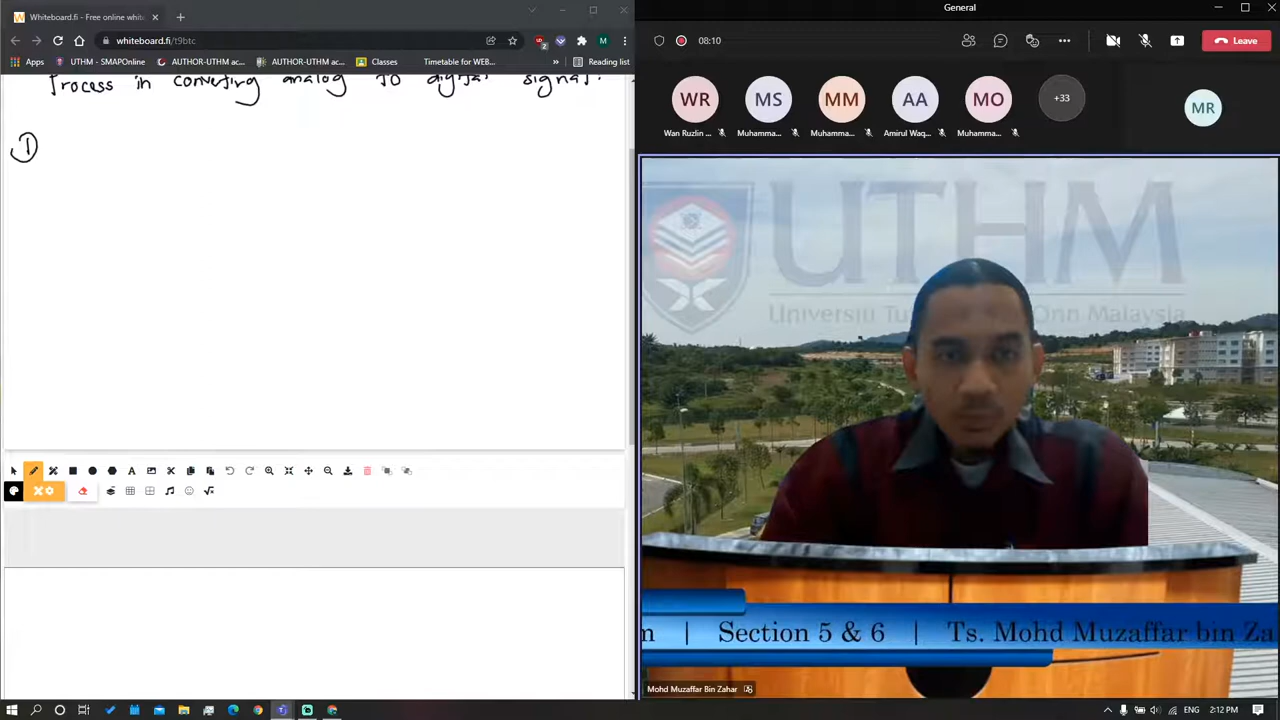 Whiteboard.fi - Free online whit
General
whiteboard.fi/t9btc
08:10
Leave
Apps
UTHM - SMAPOnline
AUTHOR-UTHM ac...
AUTHOR-UTHM ac...
Classes
Timetable for WEB...
»
Reading list
Process in converting analog to digital signal.
WR
MS
MM
AA
MO
+33
MR
Wan Ruzlin ...
Muhamma...
Muhamma...
Amirul Waq...
Muhamma...
1
UTHM
Universiti Tu Onn Malaysia
m | Section 5 & 6 | Ts. Mohd Muzaffar bin Za
Mohd Muzaffar Bin Zahar
ENG
2:12 PM